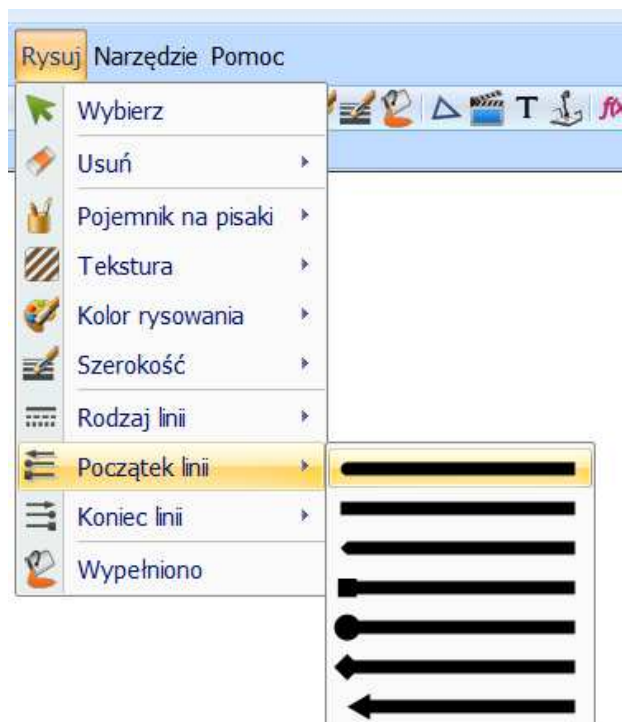 Rysuj Narzędzie Pomoc
Wybierz
T
Usuń
Pojemnik na pisaki
Tekstura
Kolor rysowania
Szerokość
Rodzaj linii
Początek linii
Koniec linii
Wypełniono